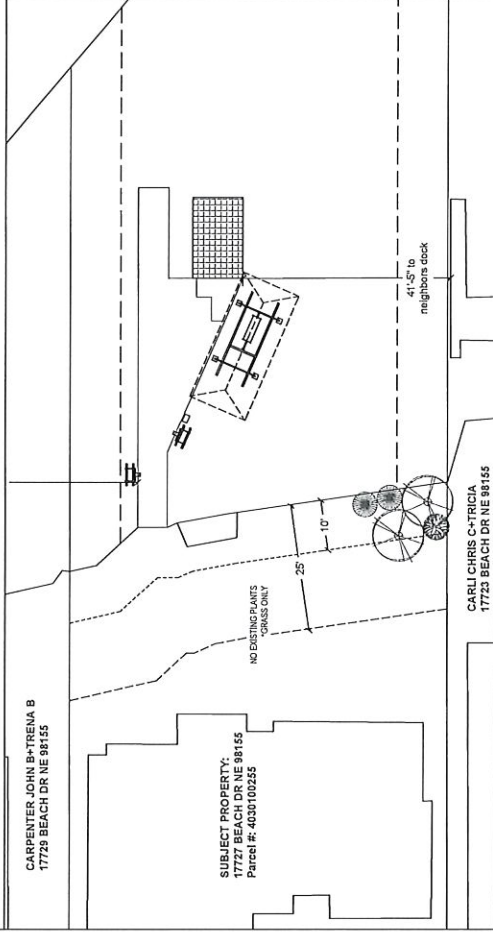 CARPENTER JOHN B+TRENA B
17729 BEACH DR NE 98155
SUBJECT PROPERTY:
17727 BEACH DR NE 98155
Parcel #: 4030100255
NO EXISTING PLANTS
*GRASS ONLY
25'
10'
41'-5" to
neighbors dock
CARLI CHRIS C+TRICIA
17723 BEACH DR NE 98155